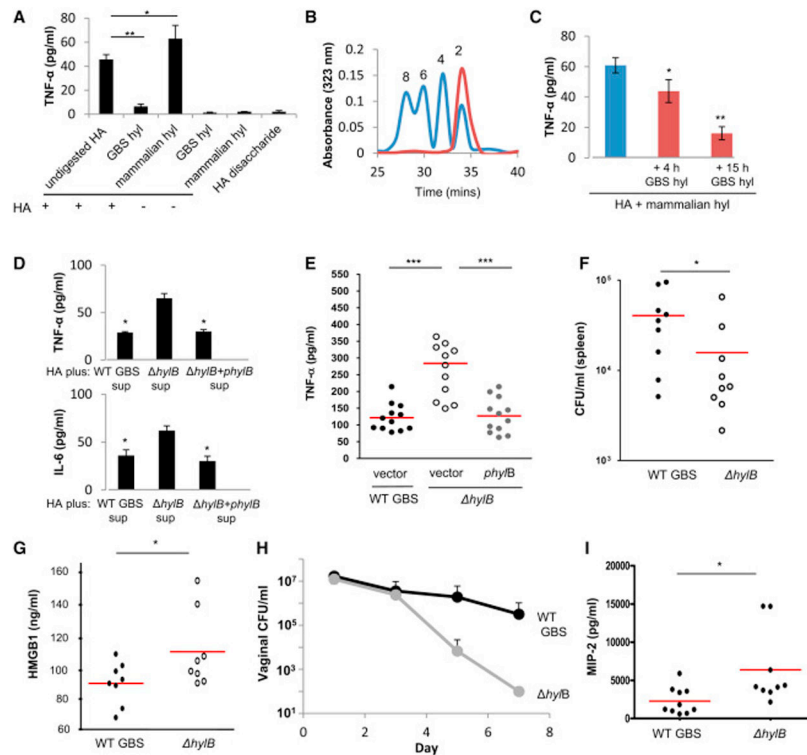 A
TNF-α (pg/ml)
80
60
40
20
0
*
**
undigested HA
GBS hyl
mammalian hyl
GBS hyl
mammalian hyl
HA disaccharide
HA + + + - -
B
Absorbance (323 nm)
0.2
0.15
0.1
0.05
0
8 6 4 2
25 30 35 40
Time (mins)
C
TNF-α (pg/ml)
80
60
40
20
0
*
**
+ 4 h + 15 h
GBS hyl GBS hyl
HA + mammalian hyl
D
TNF-α (pg/ml)
100
50
0
* *
HA plus: WT GBS ΔhylB ΔhylB+phylB
sup sup sup
IL-6 (pg/ml)
100
50
0
* *
HA plus: WT GBS ΔhylB ΔhylB+phylB
sup sup sup
E
TNF-α (pg/ml)
550
500
450
400
350
300
250
200
150
100
50
0
*** ***
vector vector phylB
WT GBS ΔhylB
F
CFU/ml (spleen)
10⁵
10⁴
10³
*
WT GBS ΔhylB
G
HMGB1 (ng/ml)
160
140
120
100
80
60
*
WT GBS ΔhylB
H
Vaginal CFU/ml
10⁷
10⁵
10³
10¹
WT
GBS
ΔhylB
0 2 4 6 8
Day
I
MIP-2 (pg/ml)
20000
15000
10000
5000
0
*
WT GBS ΔhylB